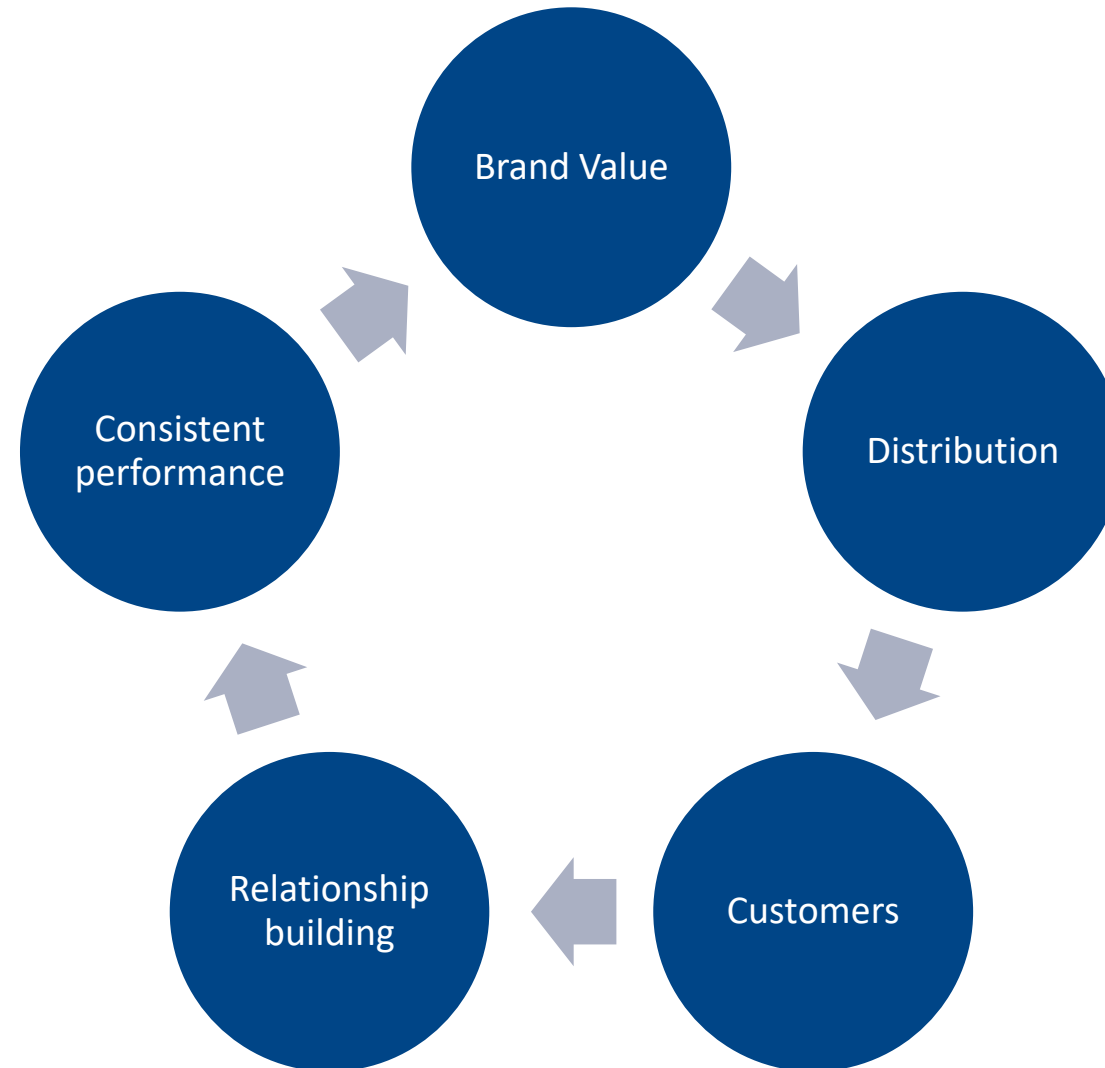 Brand Value
Distribution
Customers
Relationship
building
Consistent
performance